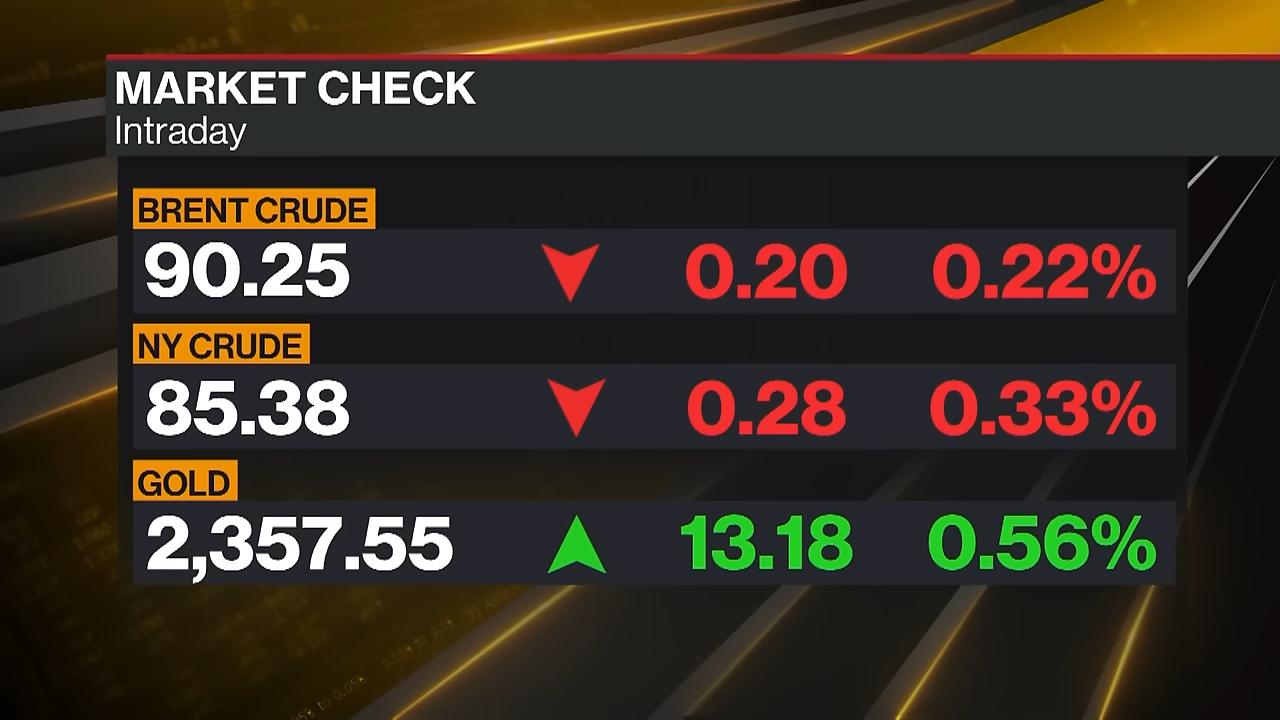 MARKET CHECK
Intraday
BRENT CRUDE
90.25 0.20 0.22%
NY CRUDE
85.38 0.28 0.33%
GOLD
2,357.55 13.18 0.56%